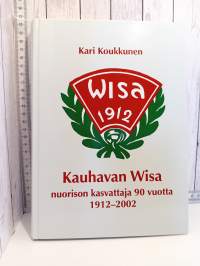 Kari Koukkunen
WISA
1912
Kauhavan Wisa
nuorison kasvattaja 90 vuotta
1912–2002